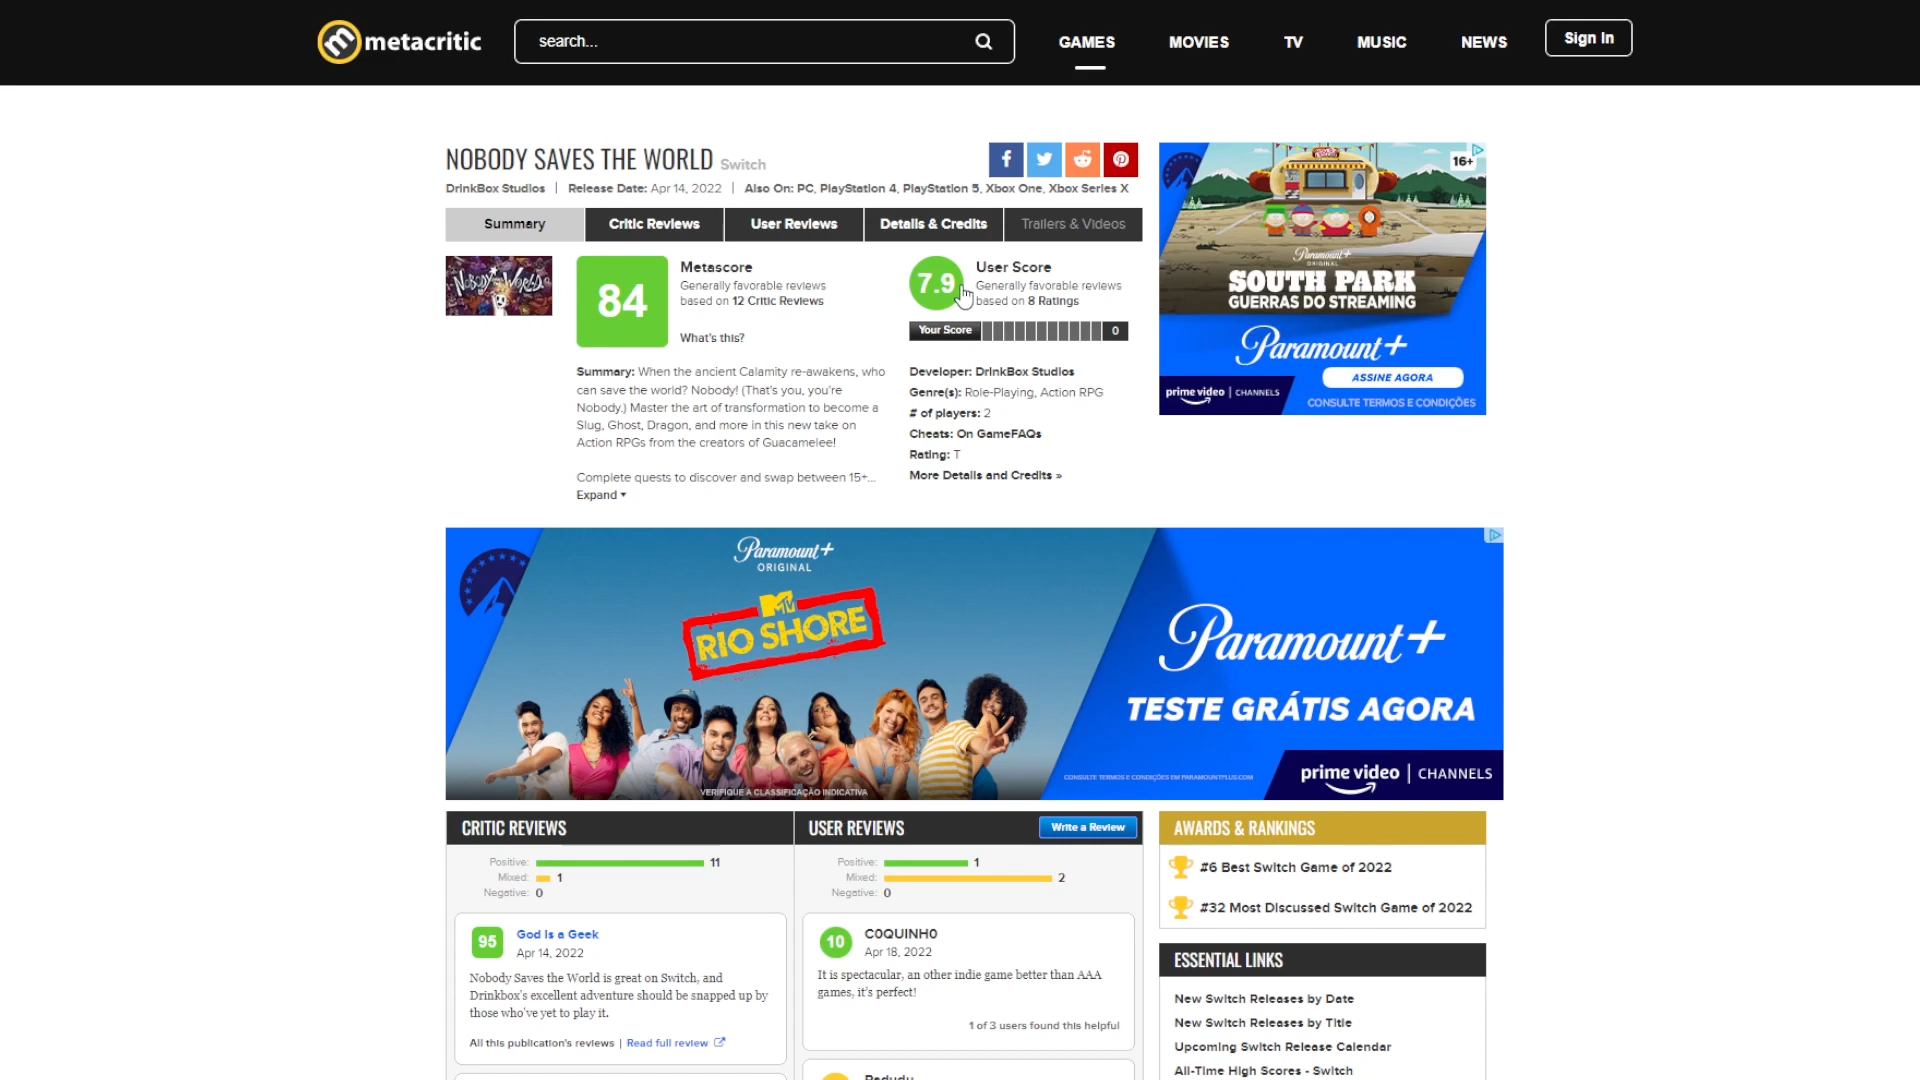 metacritic
search...
GAMES
MOVIES
TV
MUSIC
NEWS
Sign In
NOBODY SAVES THE WORLD Switch
DrinkBox Studios | Release Date: Apr 14, 2022 | Also On: PC, PlayStation 4, PlayStation 5, Xbox One, Xbox Series X
Summary
Critic Reviews
User Reviews
Details & Credits
Trailers & Videos
NOBODY SAVES THE WORLD
84
Metascore
Generally favorable reviews
based on 12 Critic Reviews
What's this?
7.9
User Score
Generally favorable reviews
based on 8 Ratings
Your Score
0
Summary: When the ancient Calamity re-awakens, who
can save the world? Nobody! (That's you, you're
Nobody.) Master the art of transformation to become a
Slug, Ghost, Dragon, and more in this new take on
Action RPGs from the creators of Guacamelee!
Complete quests to discover and swap between 15+...
Expand
Developer: DrinkBox Studios
Genre(s): Role-Playing, Action RPG
# of players: 2
Cheats: On GameFAQs
Rating: T
More Details and Credits »
16+
Paramount+
ORIGINAL
SOUTH PARK
GUERRAS DO STREAMING
Paramount+
ASSINE AGORA
prime video | CHANNELS
CONSULTE TERMOS E CONDIÇÕES
Paramount+
ORIGINAL
MTV
RIO SHORE
VERIFIQUE A CLASSIFICAÇÃO INDICATIVA
Paramount+
TESTE GRÁTIS AGORA
CONSULTE TERMOS E CONDIÇÕES EM PARAMOUNTPLUS.COM
prime video | CHANNELS
CRITIC REVIEWS
Positive: 11
Mixed: 1
Negative: 0
95
God is a Geek
Apr 14, 2022
Nobody Saves the World is great on Switch, and
Drinkbox's excellent adventure should be snapped up by
those who've yet to play it.
All this publication's reviews | Read full review
USER REVIEWS
Write a Review
Positive: 1
Mixed: 2
Negative: 0
10
C0QUINH0
Apr 18, 2022
It is spectacular, an other indie game better than AAA
games, it's perfect!
1 of 3 users found this helpful
AWARDS & RANKINGS
#6 Best Switch Game of 2022
#32 Most Discussed Switch Game of 2022
ESSENTIAL LINKS
New Switch Releases by Date
New Switch Releases by Title
Upcoming Switch Release Calendar
All-Time High Scores - Switch